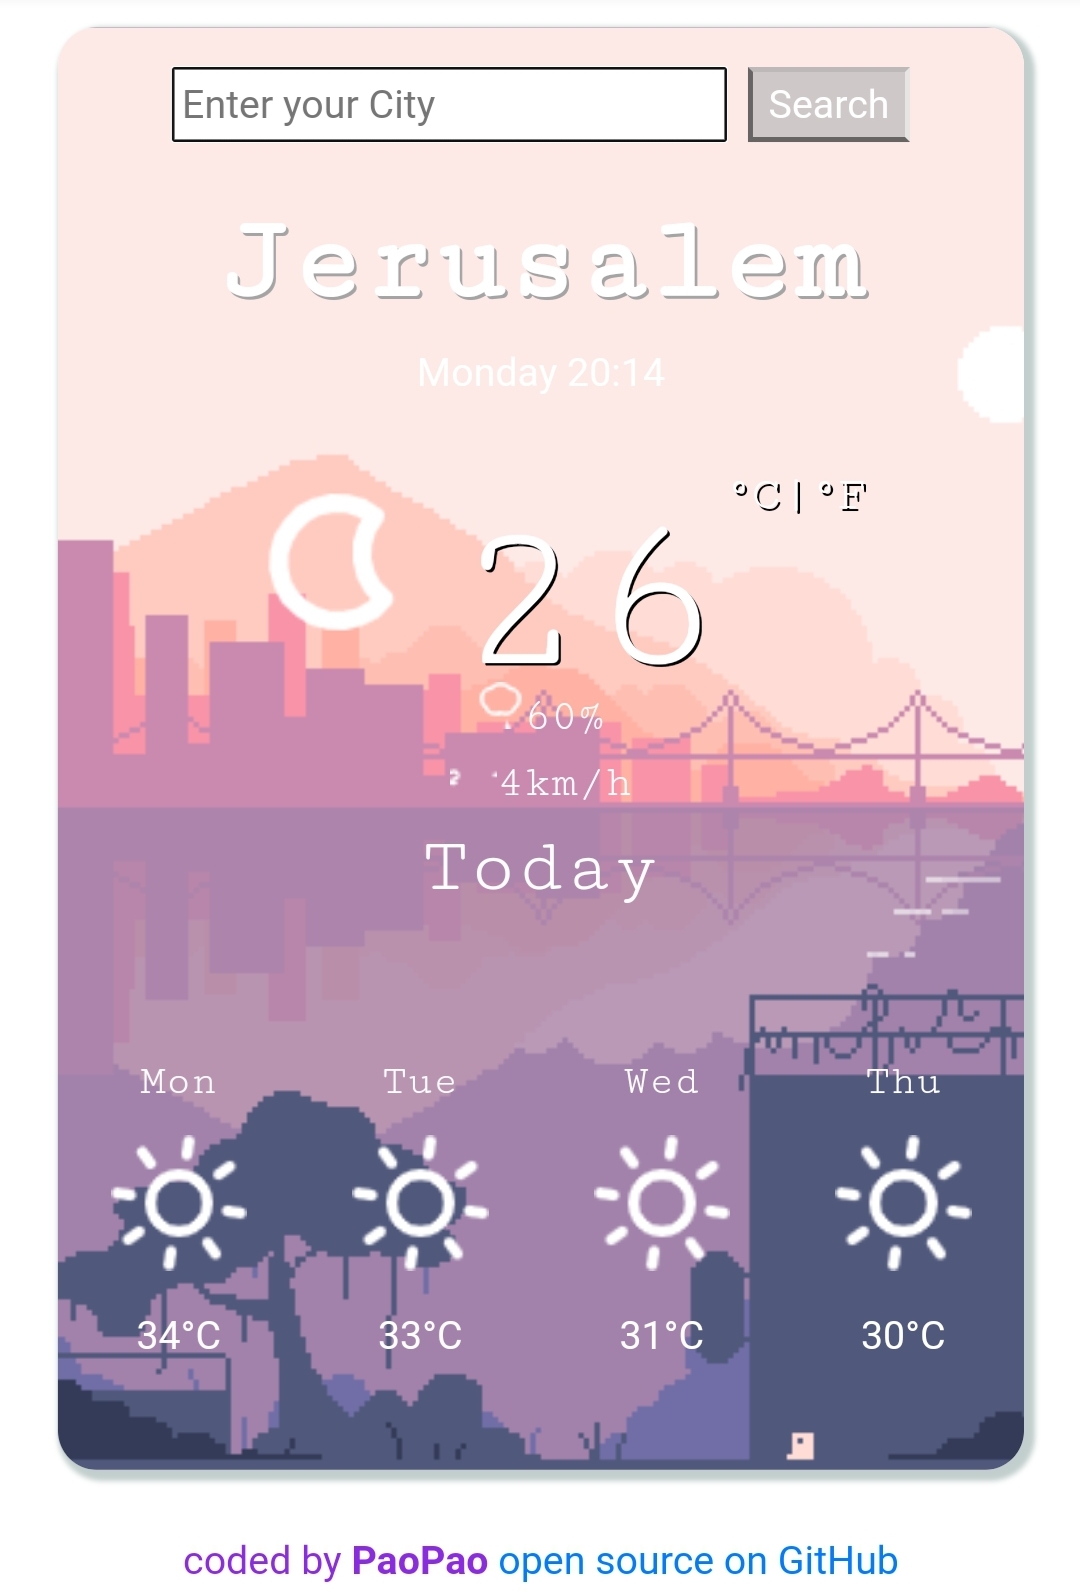 Enter your City
Search
Jerusalem
Monday 20:14
°C|°F
26
60%
4km/h
Today
Mon Tue Wed Thu
34°C 33°C 31°C 30°C
coded by PaoPao open source on GitHub